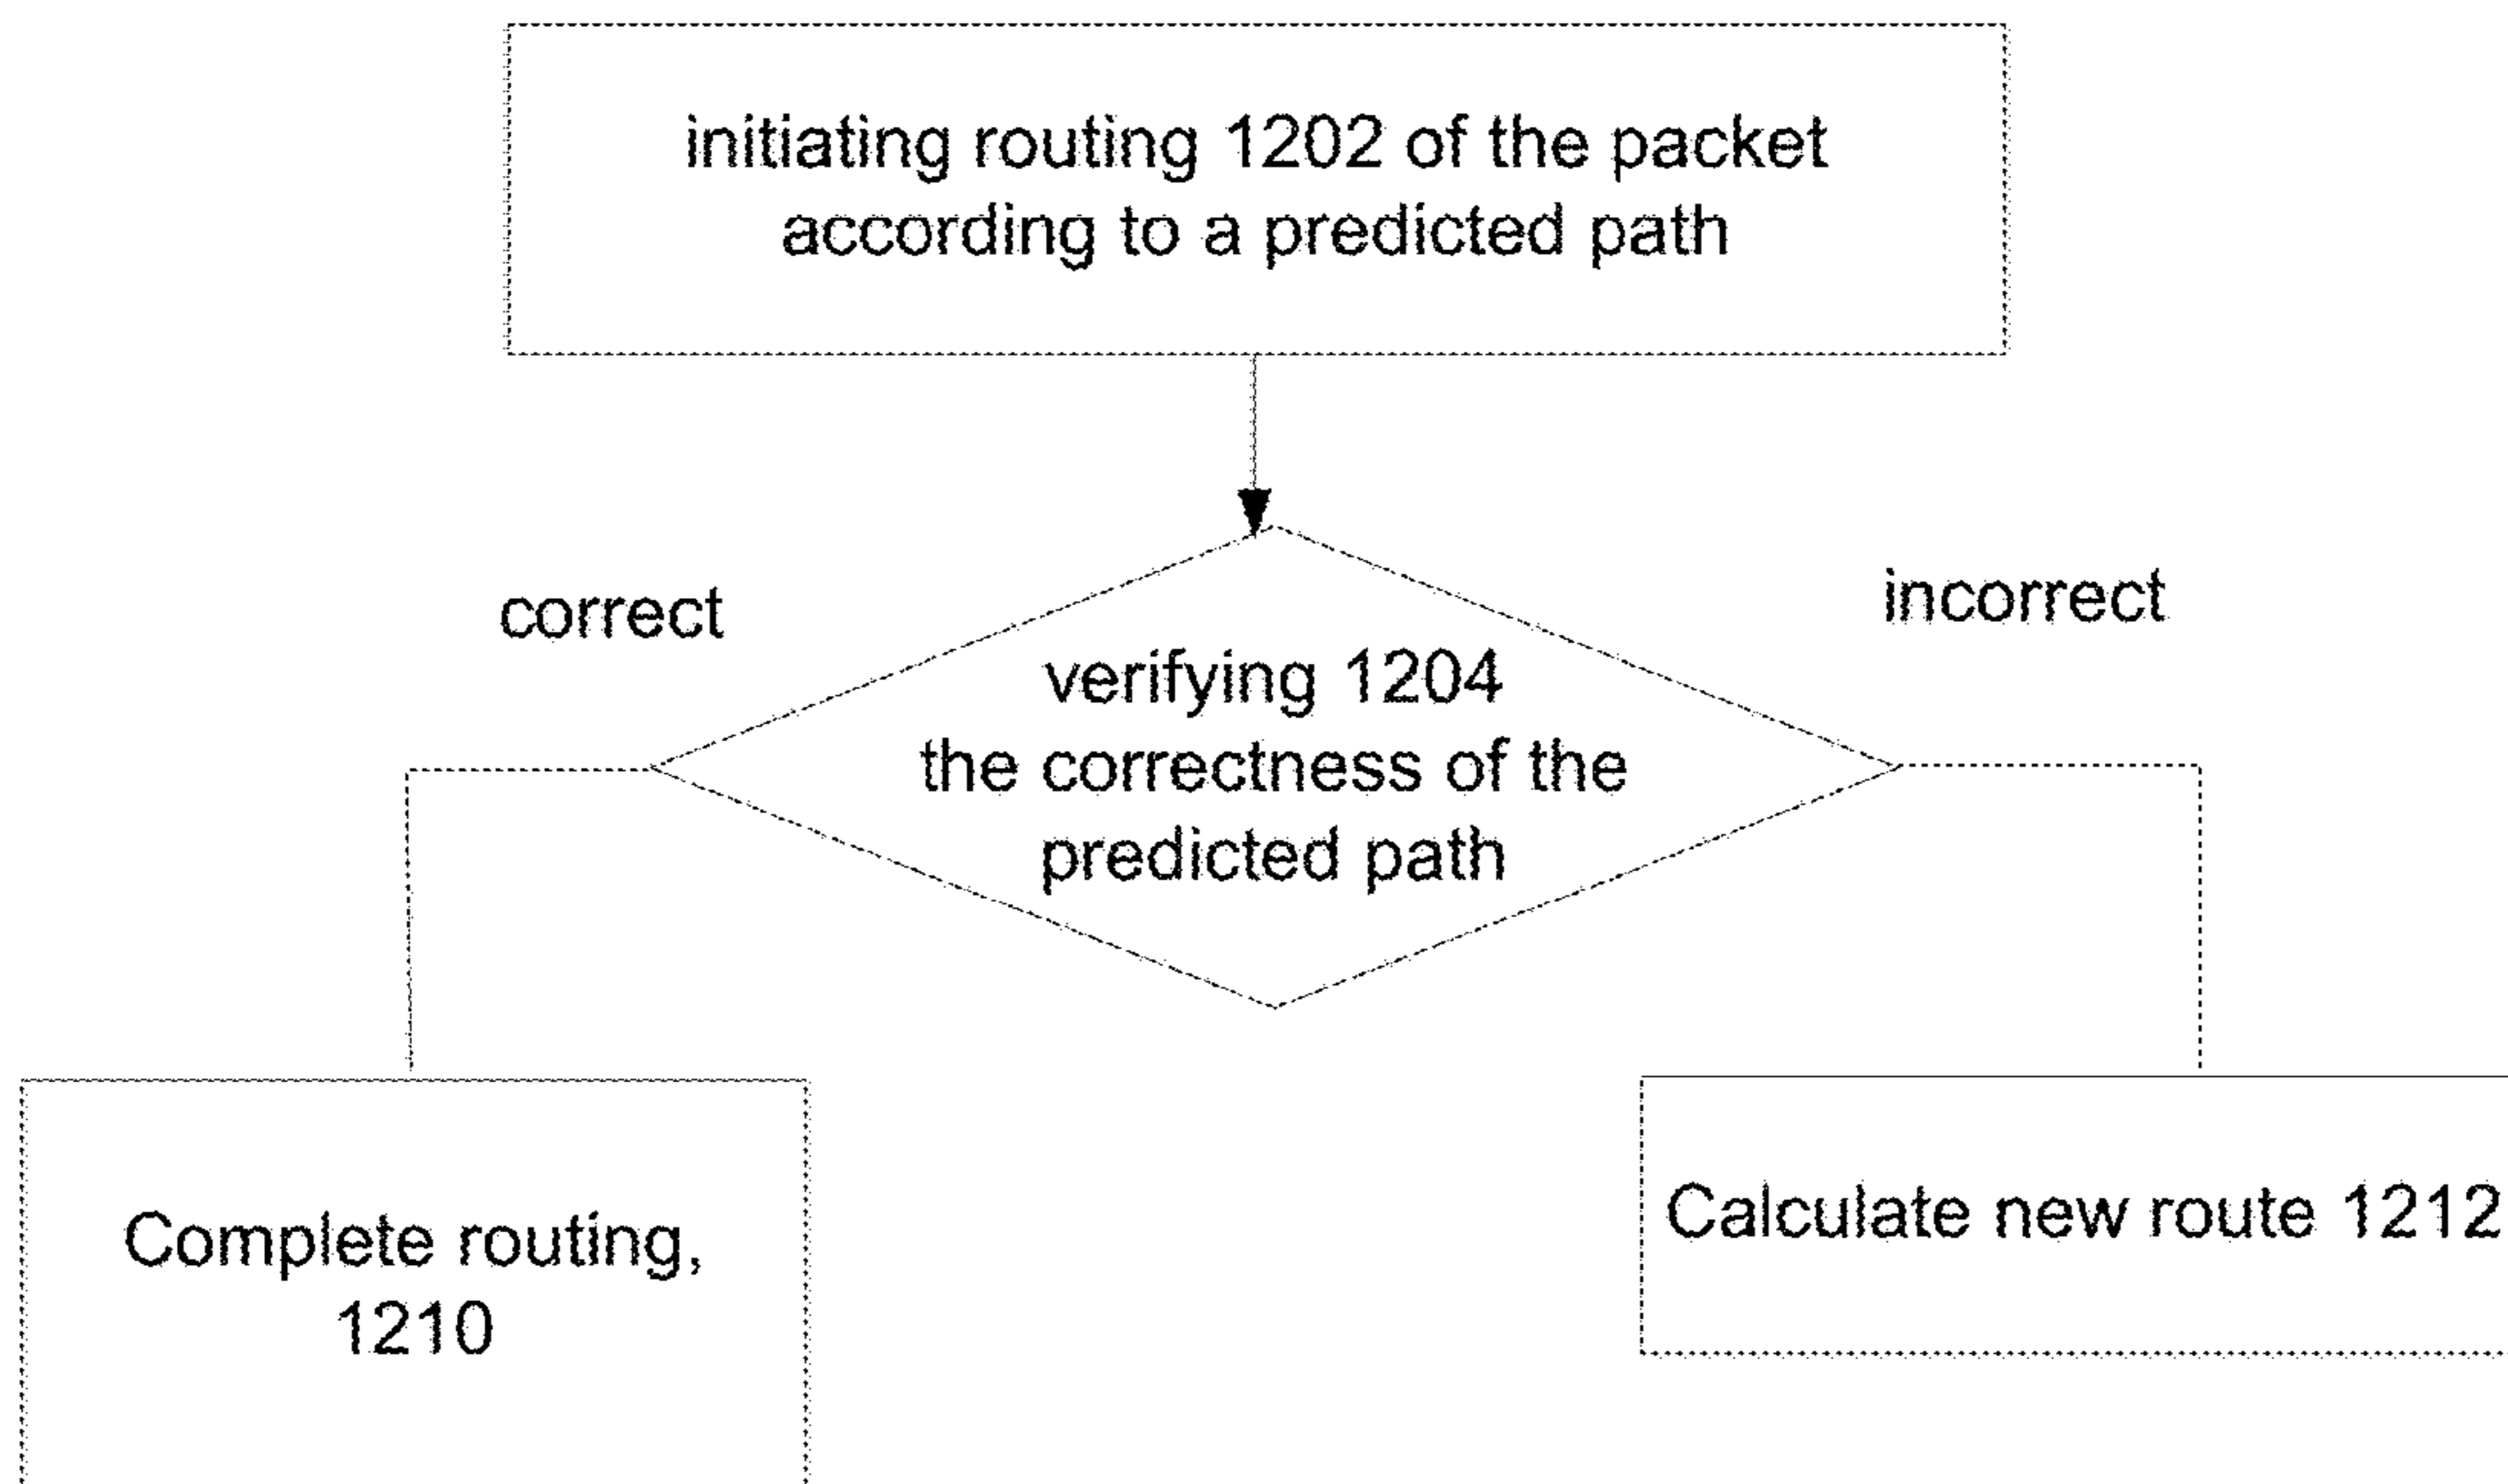 initiating routing 1202 of the packet
according to a predicted path
correct
incorrect
verifying 1204
the correctness of the
predicted path
Complete routing,
1210
Calculate new route 1212